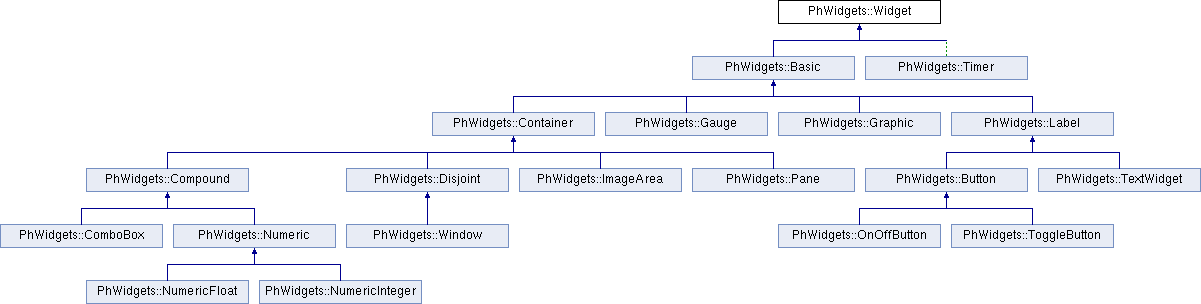 PhWidgets::Widget
PhWidgets::Basic
PhWidgets::Timer
PhWidgets::Container
PhWidgets::Gauge
PhWidgets::Graphic
PhWidgets::Label
PhWidgets::Compound
PhWidgets::Disjoint
PhWidgets::ImageArea
PhWidgets::Pane
PhWidgets::Button
PhWidgets::TextWidget
PhWidgets::ComboBox
PhWidgets::Numeric
PhWidgets::Window
PhWidgets::OnOffButton
PhWidgets::ToggleButton
PhWidgets::NumericFloat
PhWidgets::NumericInteger